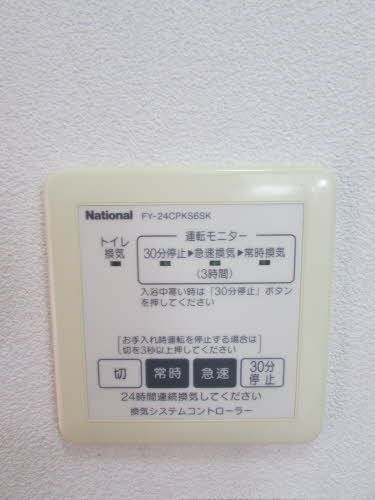 National FY-24CPKS6SK
運転モニター
トイレ
換気
30分停止▶急速換気▶常時換気
(3時間)
入浴中寒い時は「30分停止」ボタン
を押してください
お手入れ時運転を停止する場合は
切を3秒以上押してください
切 常時 急速 30分停止
24時間連続換気してください
換気システムコントローラー